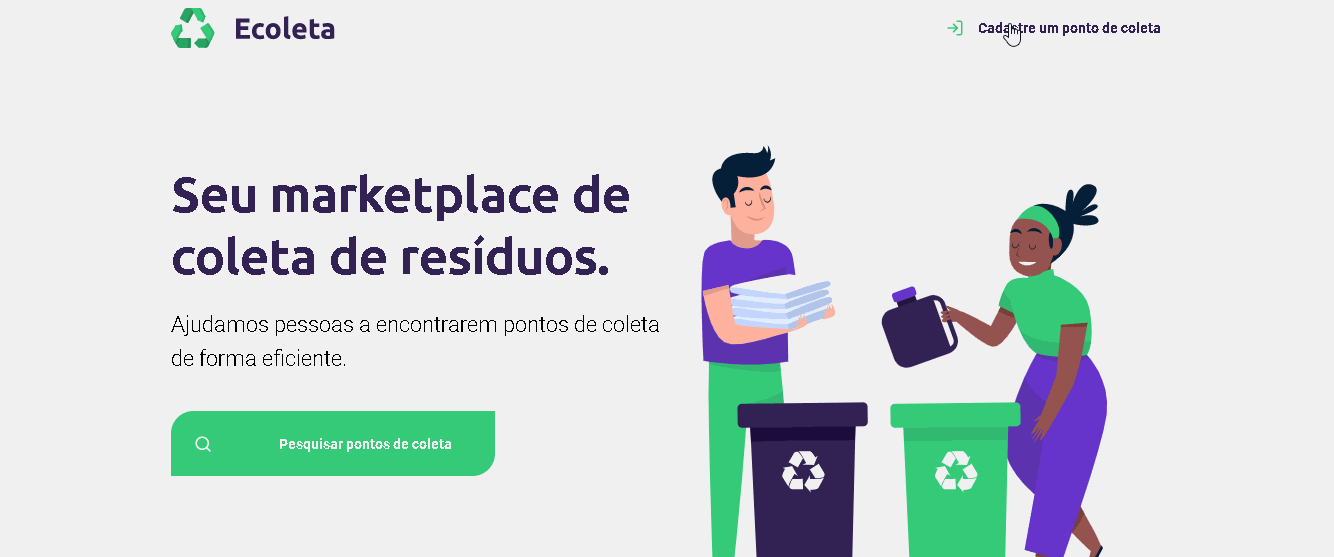 Ecoleta
Cadastre um ponto de coleta
Seu marketplace de
coleta de resíduos.
Ajudamos pessoas a encontrarem pontos de coleta
de forma eficiente.
Pesquisar pontos de coleta